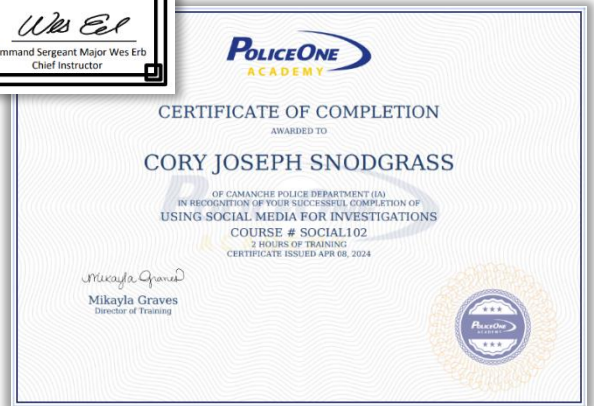 Wes Erb
mmand Sergeant Major Wes Erb
Chief Instructor
POLICEONE
ACADEMY
CERTIFICATE OF COMPLETION
AWARDED TO
CORY JOSEPH SNODGRASS
OF CAMANCHE POLICE DEPARTMENT (IA)
IN RECOGNITION OF YOUR SUCCESSFUL COMPLETION OF
USING SOCIAL MEDIA FOR INVESTIGATIONS
COURSE # SOCIAL102
2 HOURS OF TRAINING
CERTIFICATE ISSUED APR 08, 2024
Mikayla Graves
Mikayla Graves
Director of Training
POLICEONE
ACADEMY